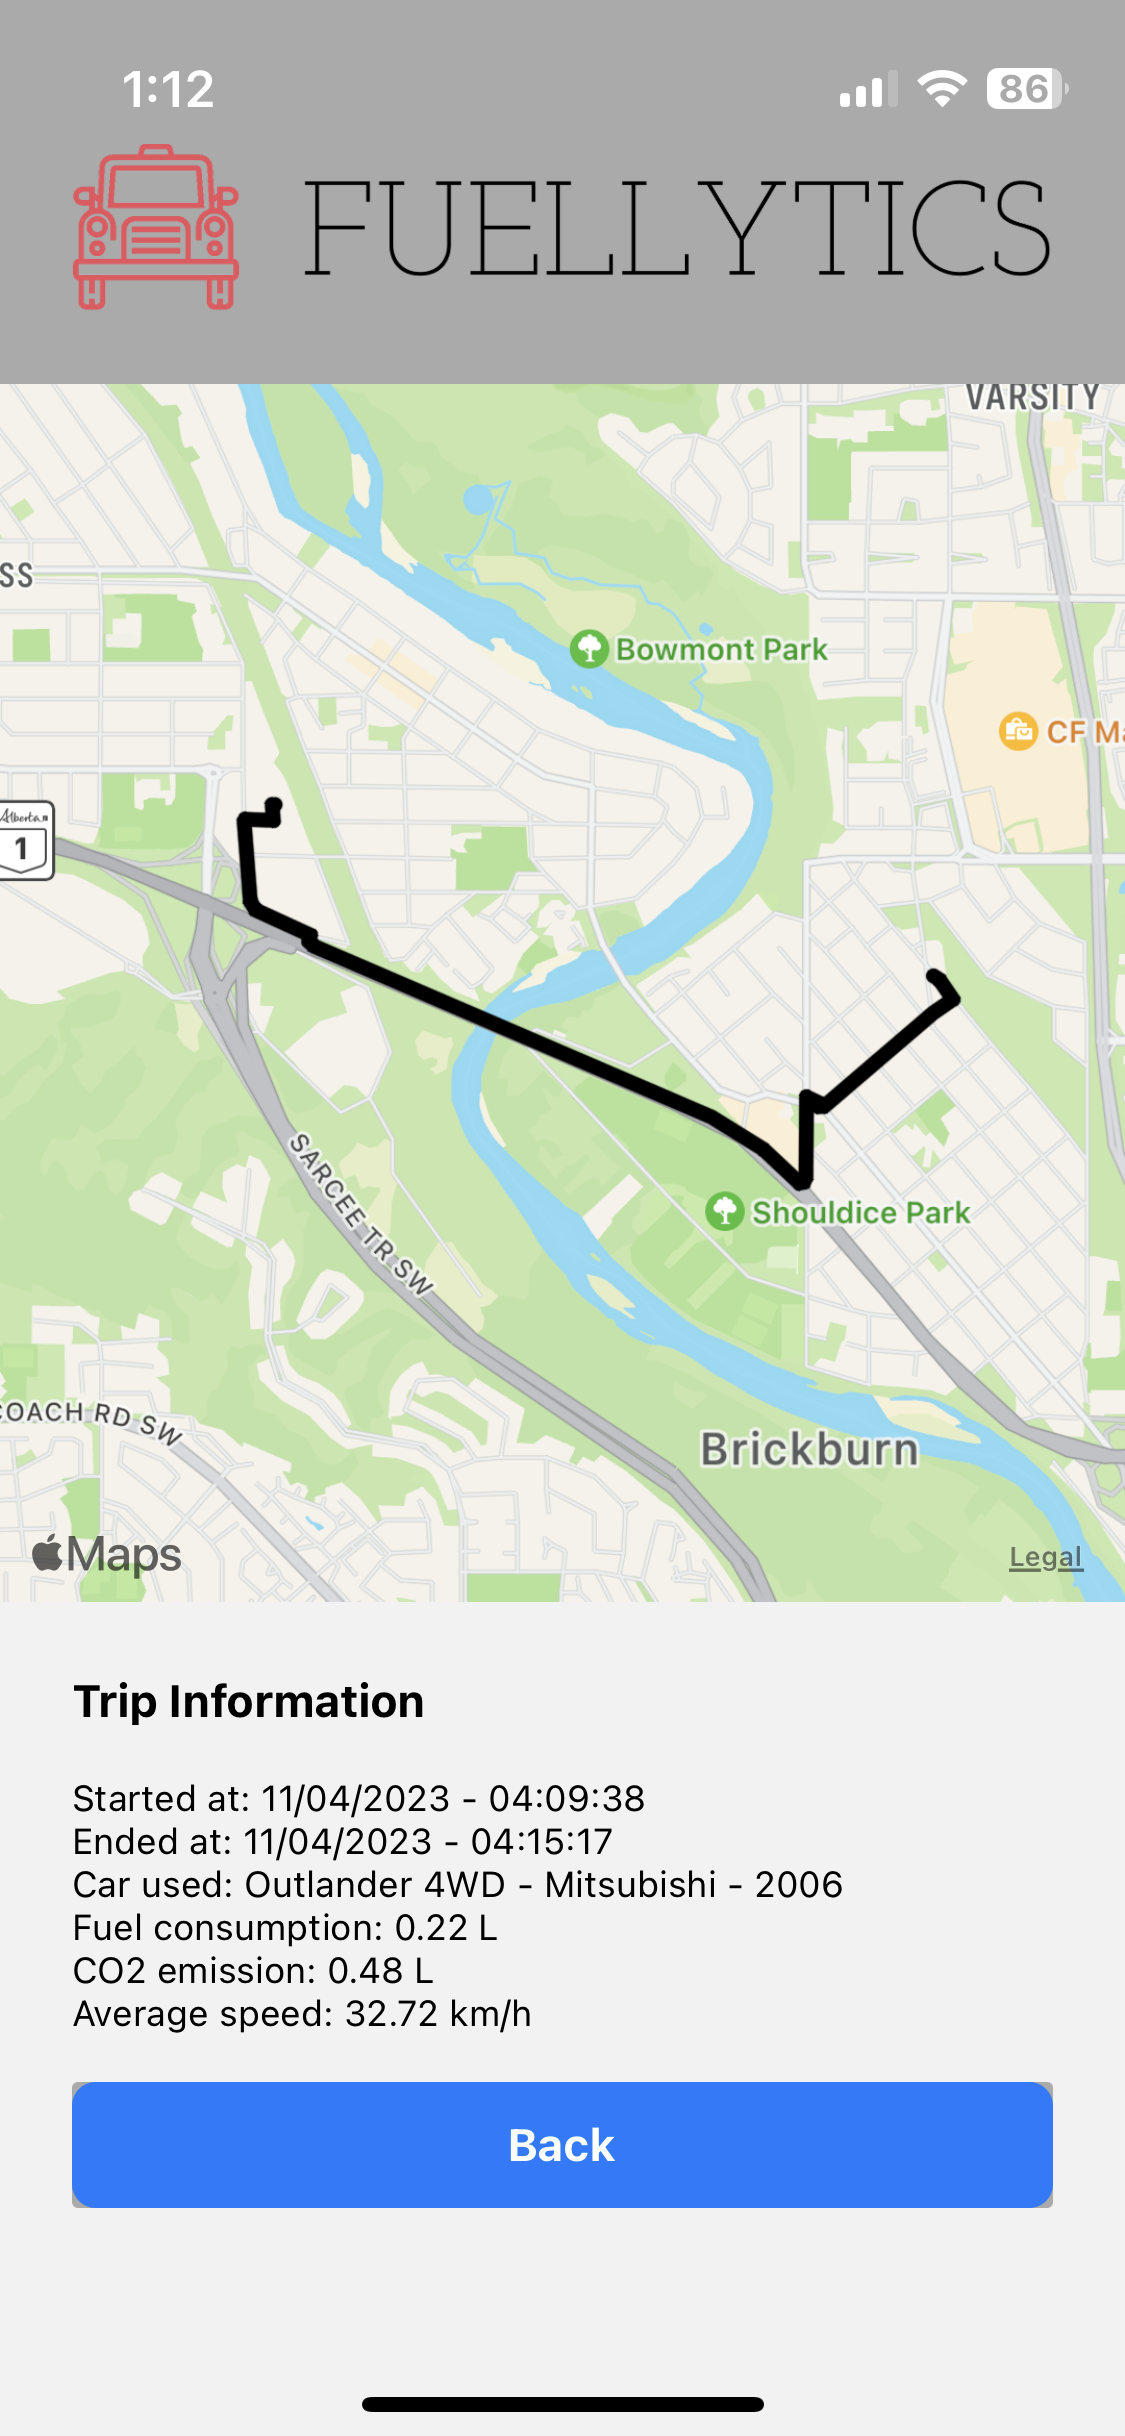 1:12
86
FUELLYTICS
VARSITY
SS
Bowmont Park
CF Ma
Alberta
1
SARCEE TR SW
Shouldice Park
COACH RD SW
Brickburn
Maps
Legal
Trip Information
Started at: 11/04/2023 - 04:09:38
Ended at: 11/04/2023 - 04:15:17
Car used: Outlander 4WD - Mitsubishi - 2006
Fuel consumption: 0.22 L
CO2 emission: 0.48 L
Average speed: 32.72 km/h
Back